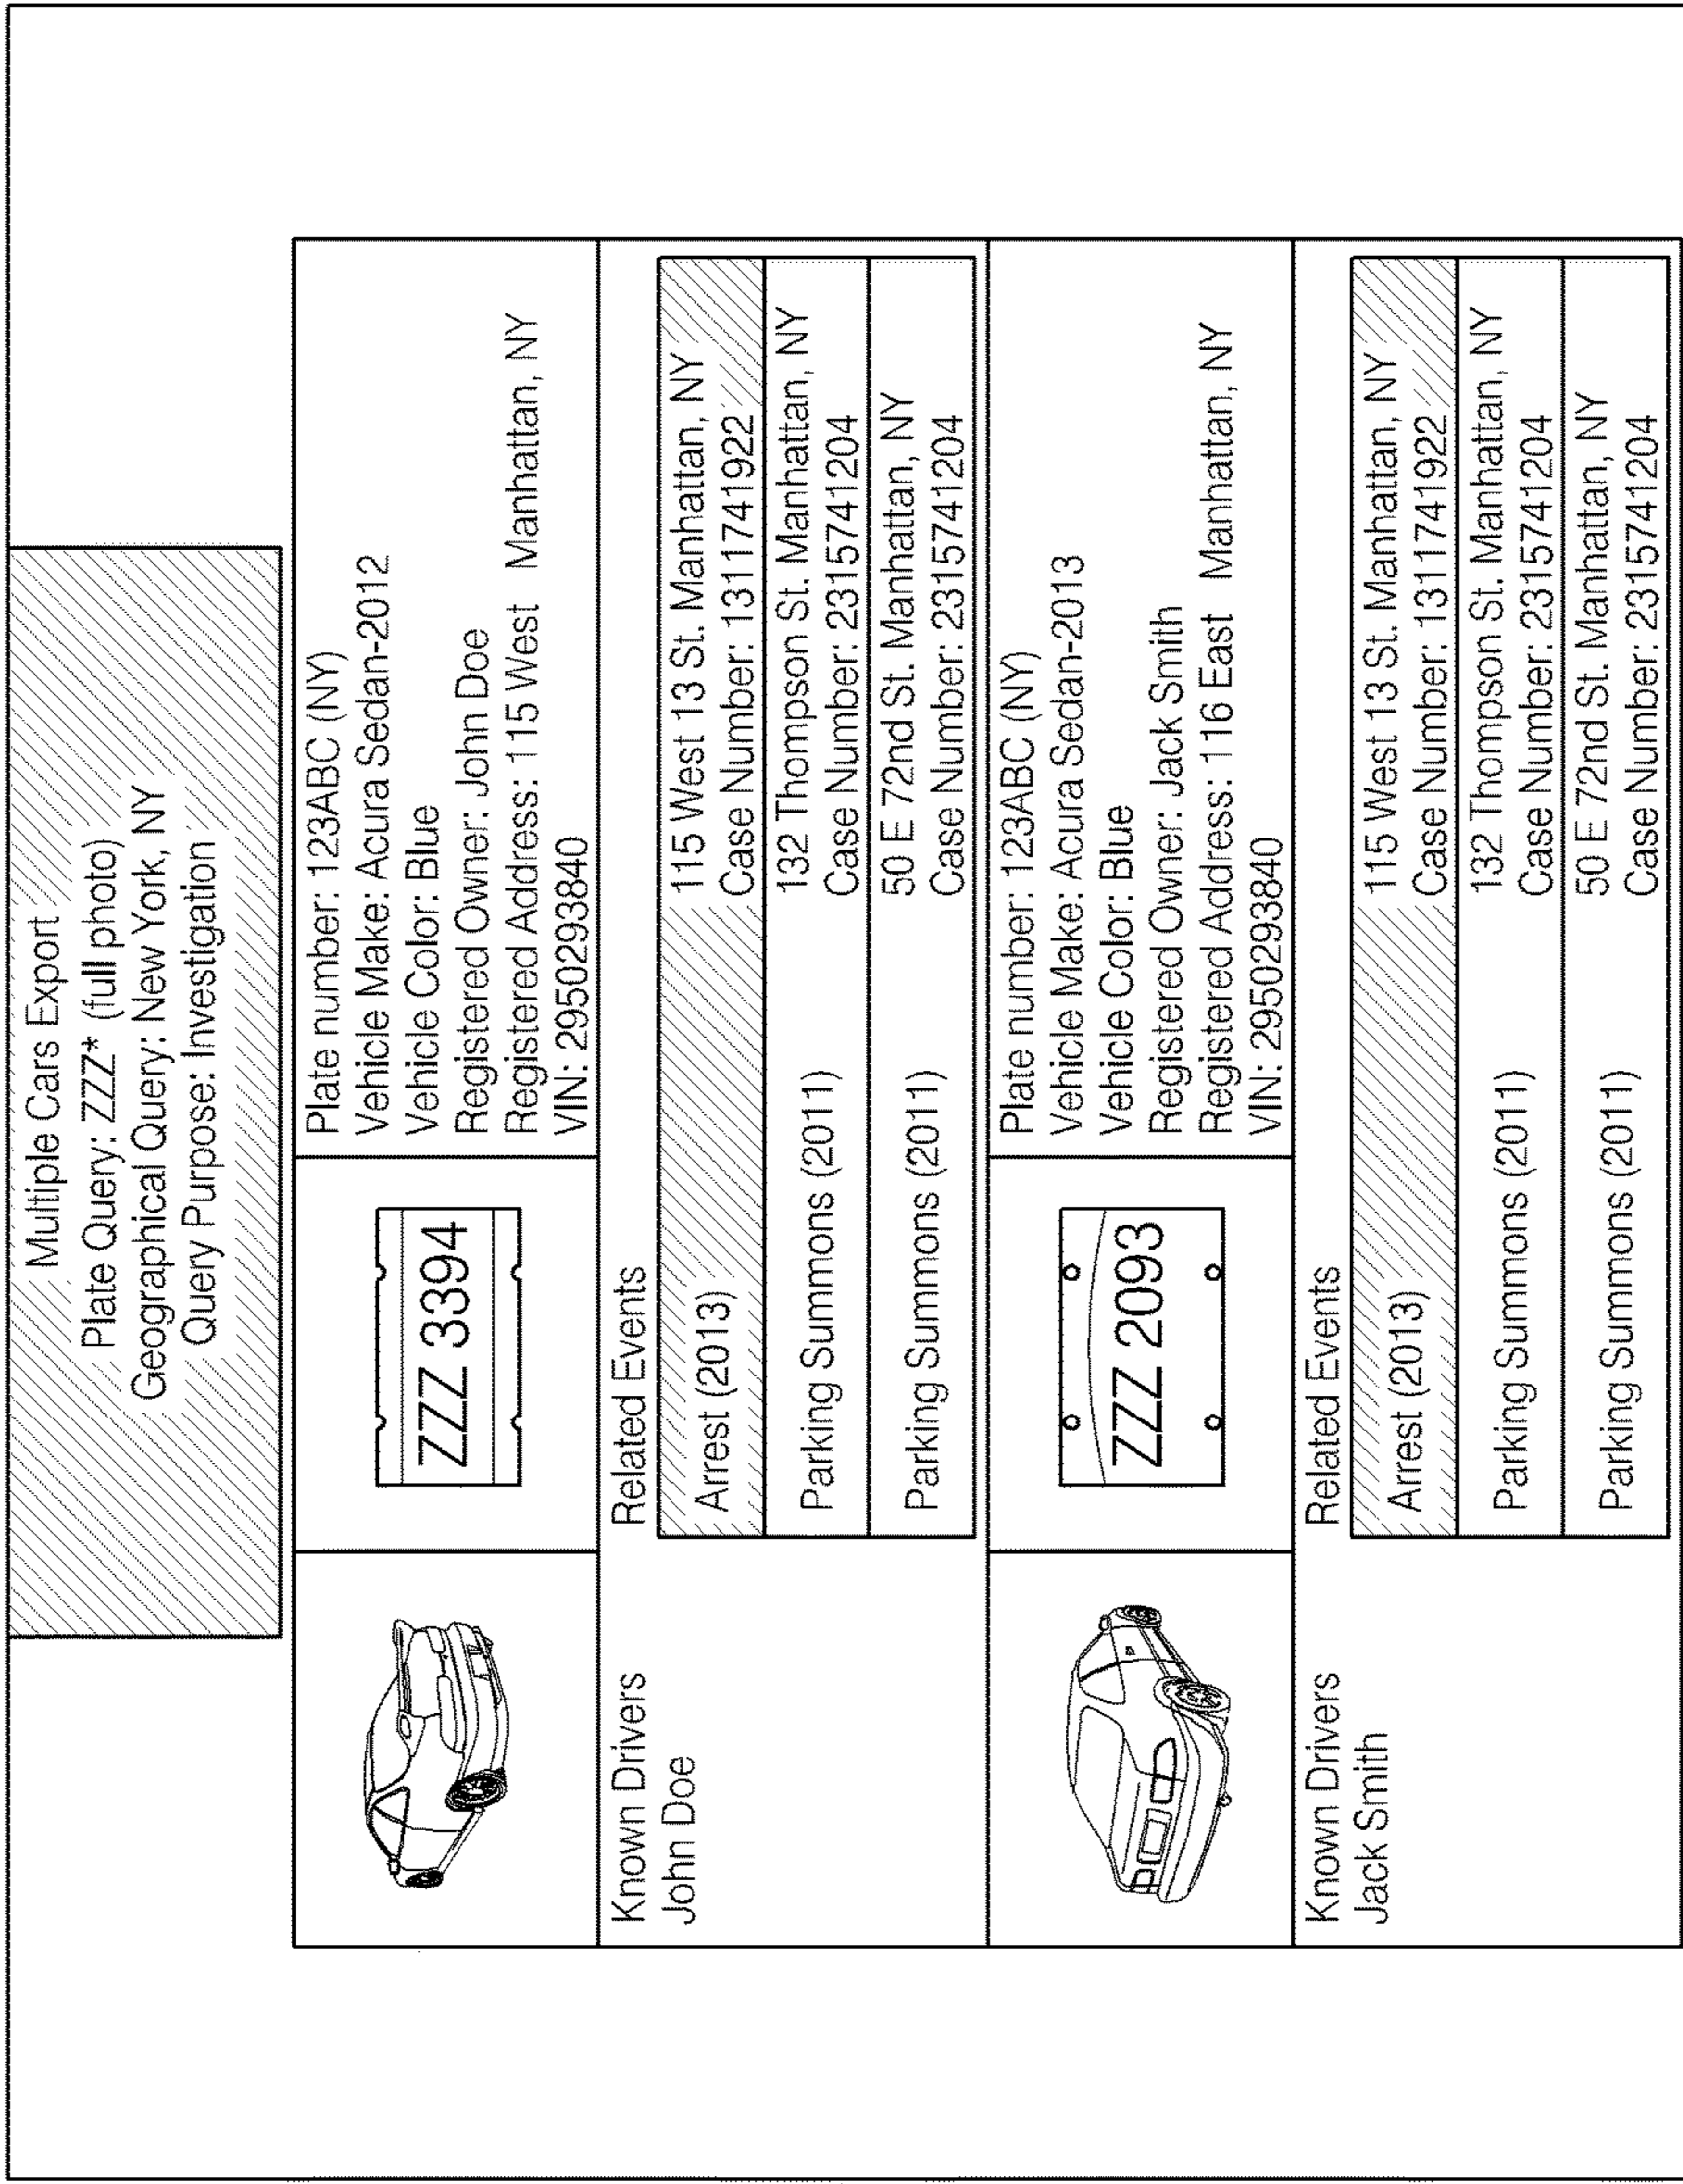 Multiple Cars Export
Plate Query: ZZZ* (full photo)
Geographical Query: New York, NY
Query Purpose: Investigation
ZZZ 3394
Plate number: 123ABC (NY)
Vehicle Make: Acura Sedan-2012
Vehicle Color: Blue
Registered Owner: John Doe
Registered Address: 115 West Manhattan, NY
VIN: 29502293840
Known Drivers
John Doe
Related Events
Arrest (2013)
115 West 13 St. Manhattan, NY
Case Number: 1311741922
Parking Summons (2011)
132 Thompson St. Manhattan, NY
Case Number: 2315741204
Parking Summons (2011)
50 E 72nd St. Manhattan, NY
Case Number: 2315741204
ZZZ 2093
Plate number: 123ABC (NY)
Vehicle Make: Acura Sedan-2013
Vehicle Color: Blue
Registered Owner: Jack Smith
Registered Address: 116 East Manhattan, NY
VIN: 29502293840
Known Drivers
Jack Smith
Related Events
Arrest (2013)
115 West 13 St. Manhattan, NY
Case Number: 1311741922
Parking Summons (2011)
132 Thompson St. Manhattan, NY
Case Number: 2315741204
Parking Summons (2011)
50 E 72nd St. Manhattan, NY
Case Number: 2315741204